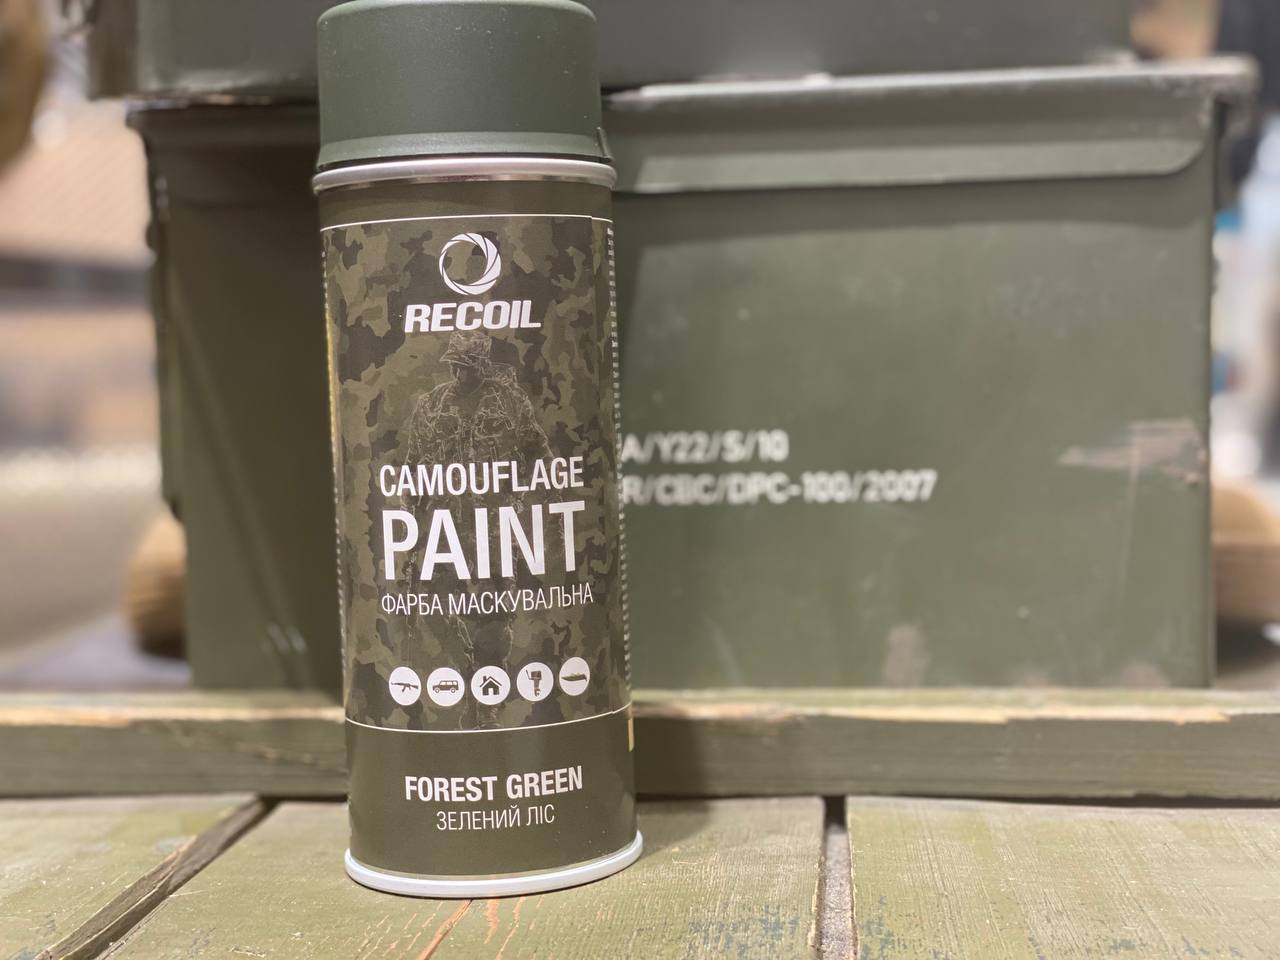 RECOIL
CAMOUFLAGE
PAINT
ФАРБА МАСКУВАЛЬНА
FOREST GREEN
ЗЕЛЕНИЙ ЛІС
A/Y22/S/10
R/CBC/DPC-100/2007